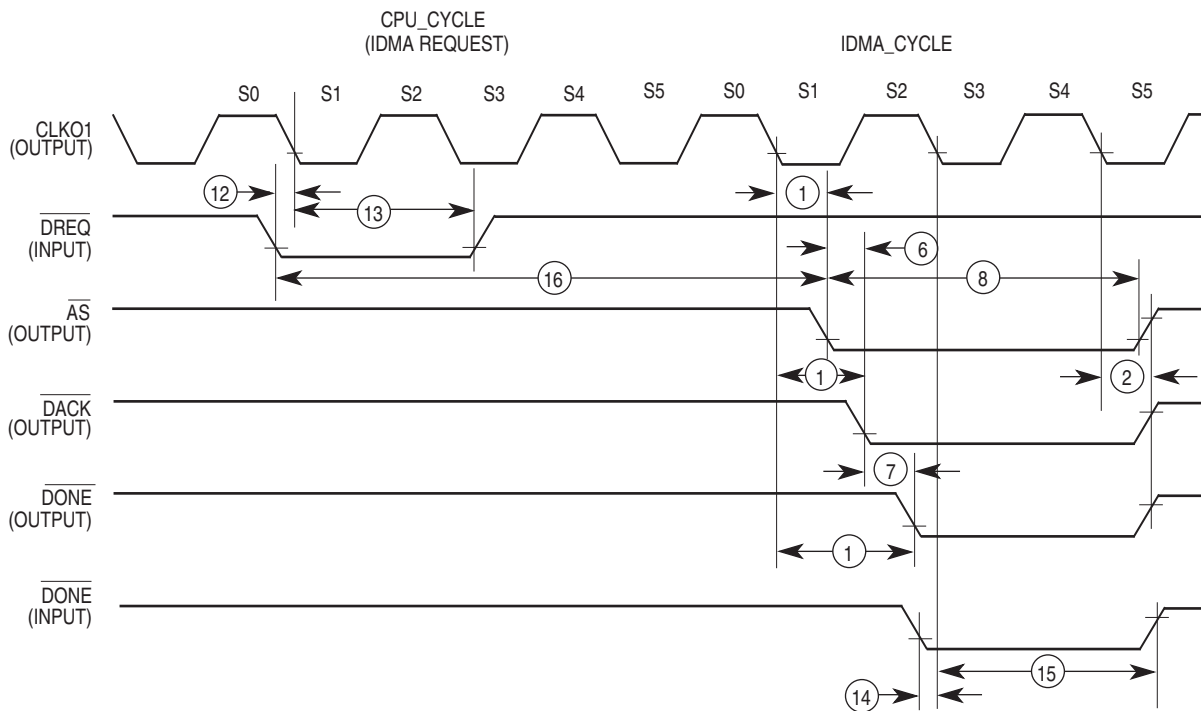 CPU_CYCLE
(IDMA REQUEST)
IDMA_CYCLE
S0 S1 S2 S3 S4 S5 S0 S1 S2 S3 S4 S5
CLKO1
(OUTPUT)
12
13
1
DREQ
(INPUT)
6
16
8
AS
(OUTPUT)
1
2
DACK
(OUTPUT)
7
DONE
(OUTPUT)
1
DONE
(INPUT)
14
15